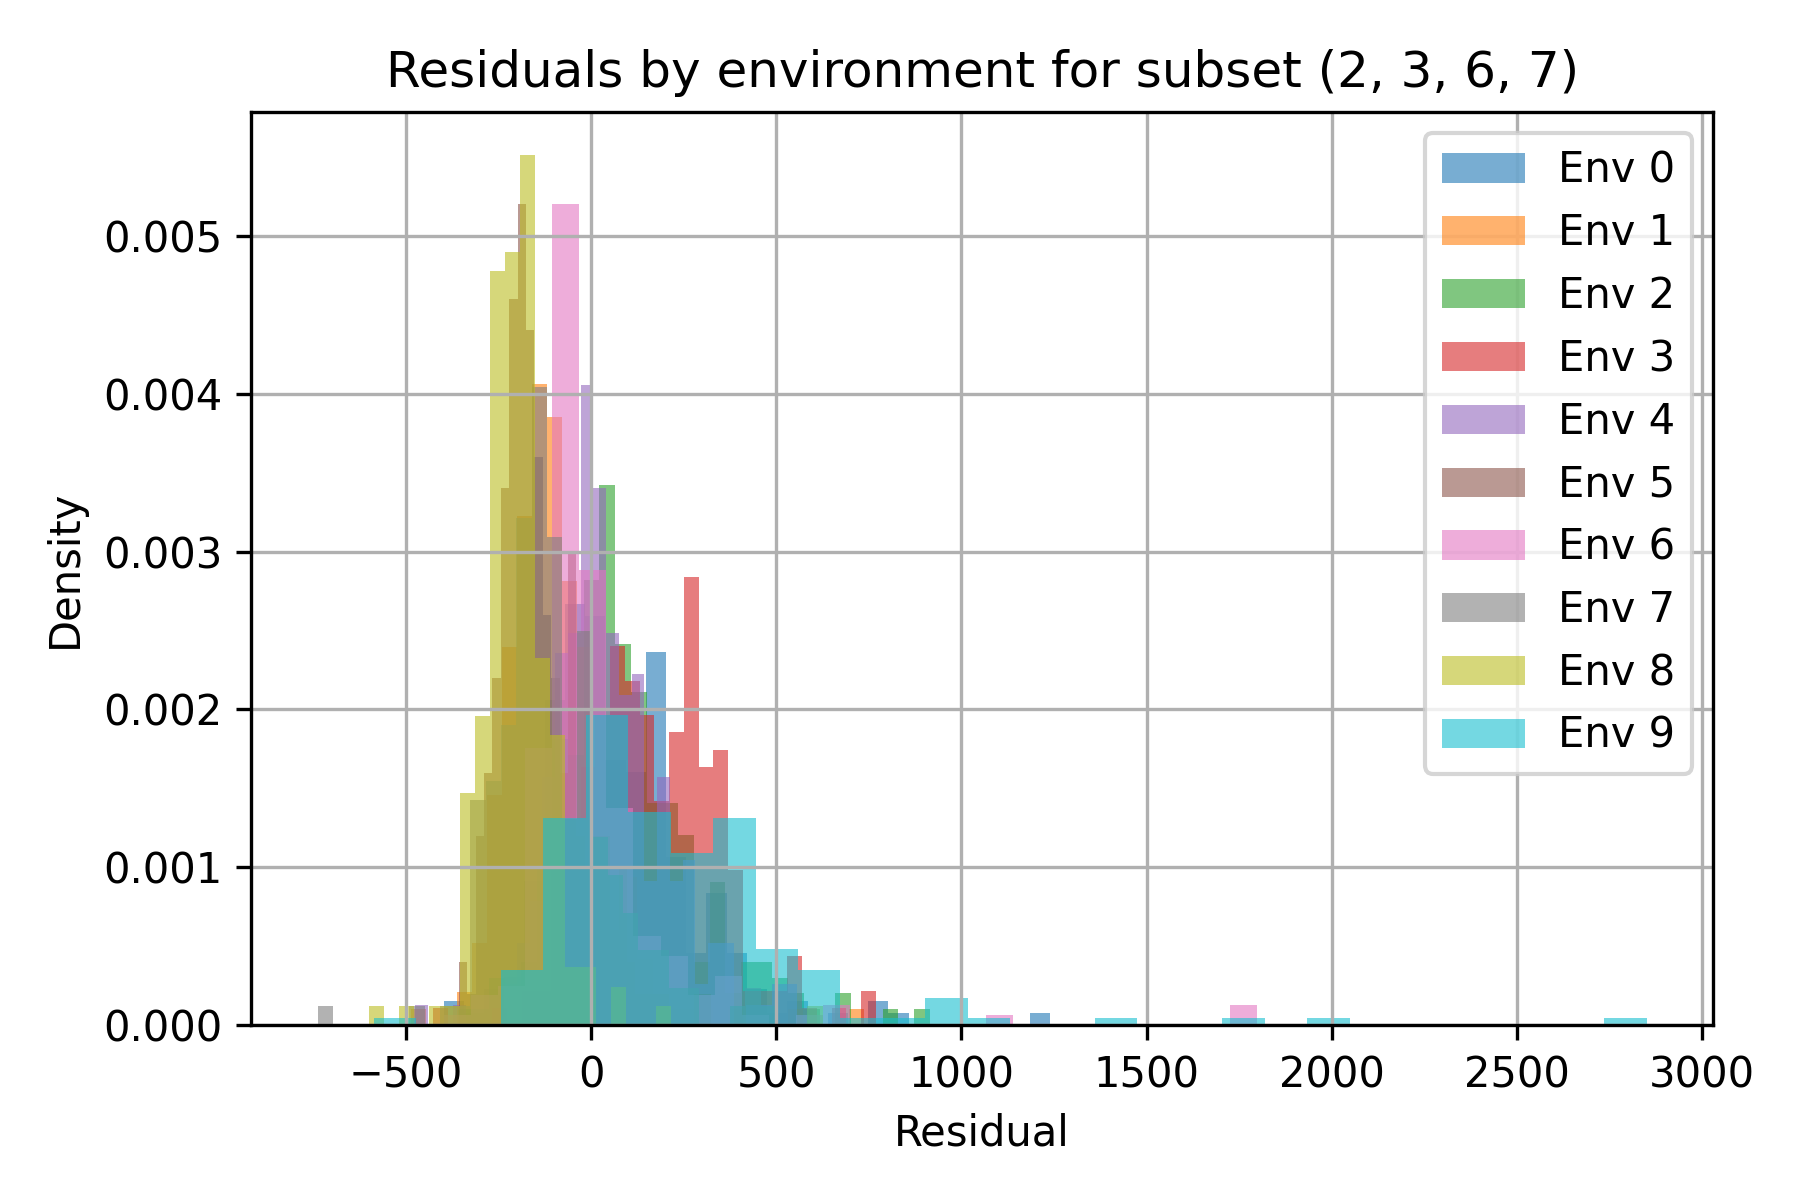 Residuals by environment for subset (2, 3, 6, 7)
Density
0.005
0.004
0.003
0.002
0.001
0.000
−500
0
500
1000
1500
2000
2500
3000
Residual
Env 0
Env 1
Env 2
Env 3
Env 4
Env 5
Env 6
Env 7
Env 8
Env 9